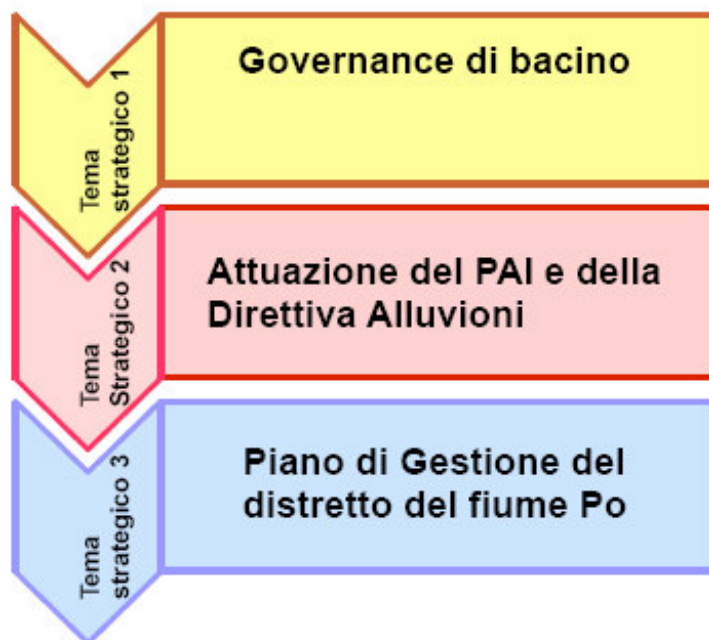 Tema
strategico 1
Governance di bacino
Tema
Strategico 2
Attuazione del PAI e della
Direttiva Alluvioni
Tema
strategico 3
Piano di Gestione del
distretto del fiume Po